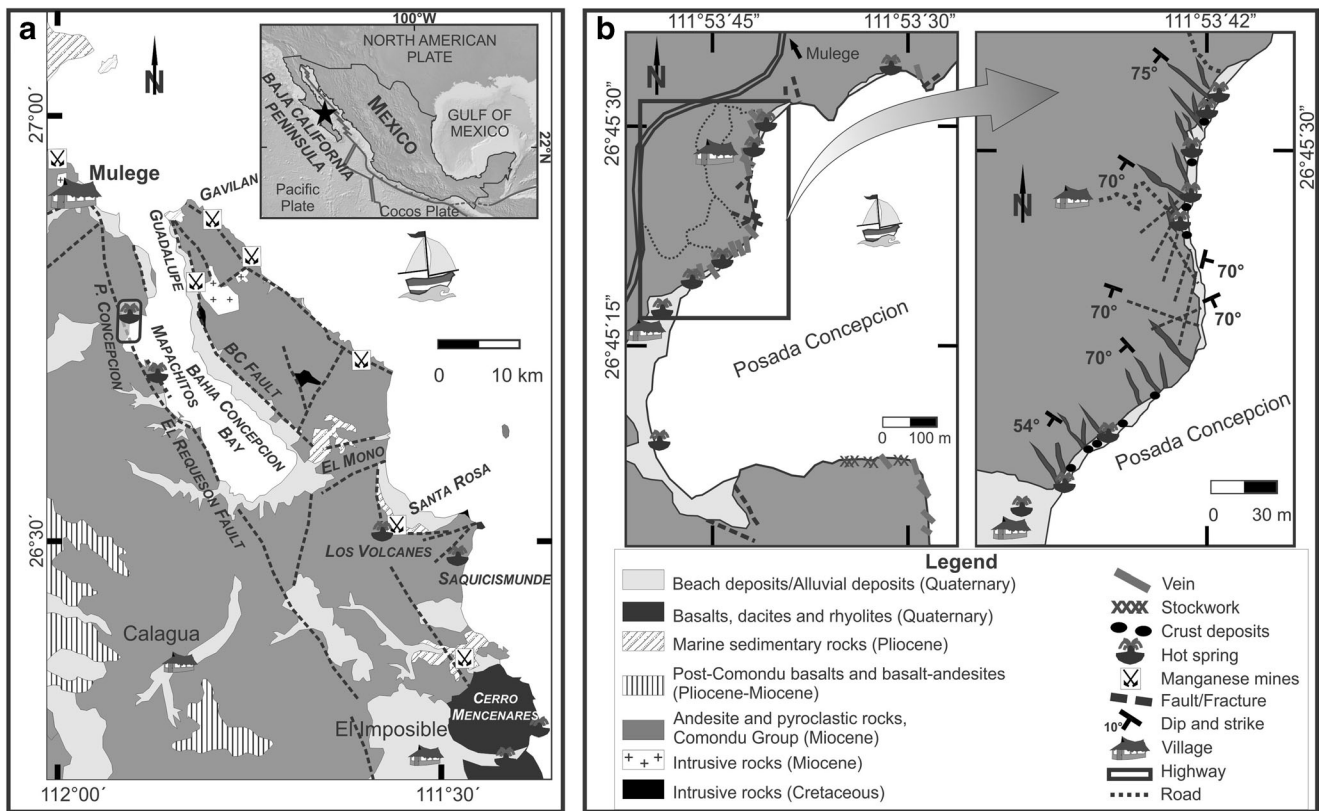 a
N
27°00'
Mulege
GAVILAN
GUADALUPE
P. CONCEPCION
MAPACHITOS
BAHIA CONCEPCION
BAY
BC FAULT
EL REQUESON FAULT
EL MONO
SANTA ROSA
LOS VOLCANES
SAQUICISMUNDE
26°30'
Calagua
El Imposible
CERRO
MENCENARES
0 10 km
112°00'
111°30'
100°W
NORTH AMERICAN
PLATE
BAJA CALIFORNIA
PENINSULA
MEXICO
GULF OF
MEXICO
22°N
Pacific
Plate
Cocos Plate
b
111°53'45"
111°53'30"
Mulege
N
26°45'30"
26°45'15"
Posada Concepcion
0 100 m
111°53'42"
75°
N
70°
70°
70°
70°
70°
54°
26°45'30"
Posada Concepcion
0 30 m
Legend
Beach deposits/Alluvial deposits (Quaternary)
Basalts, dacites and rhyolites (Quaternary)
Marine sedimentary rocks (Pliocene)
Post-Comondu basalts and basalt-andesites
(Pliocene-Miocene)
Andesite and pyroclastic rocks,
Comondu Group (Miocene)
Intrusive rocks (Miocene)
Intrusive rocks (Cretaceous)
Vein
Stockwork
Crust deposits
Hot spring
Manganese mines
Fault/Fracture
10° Dip and strike
Village
Highway
Road